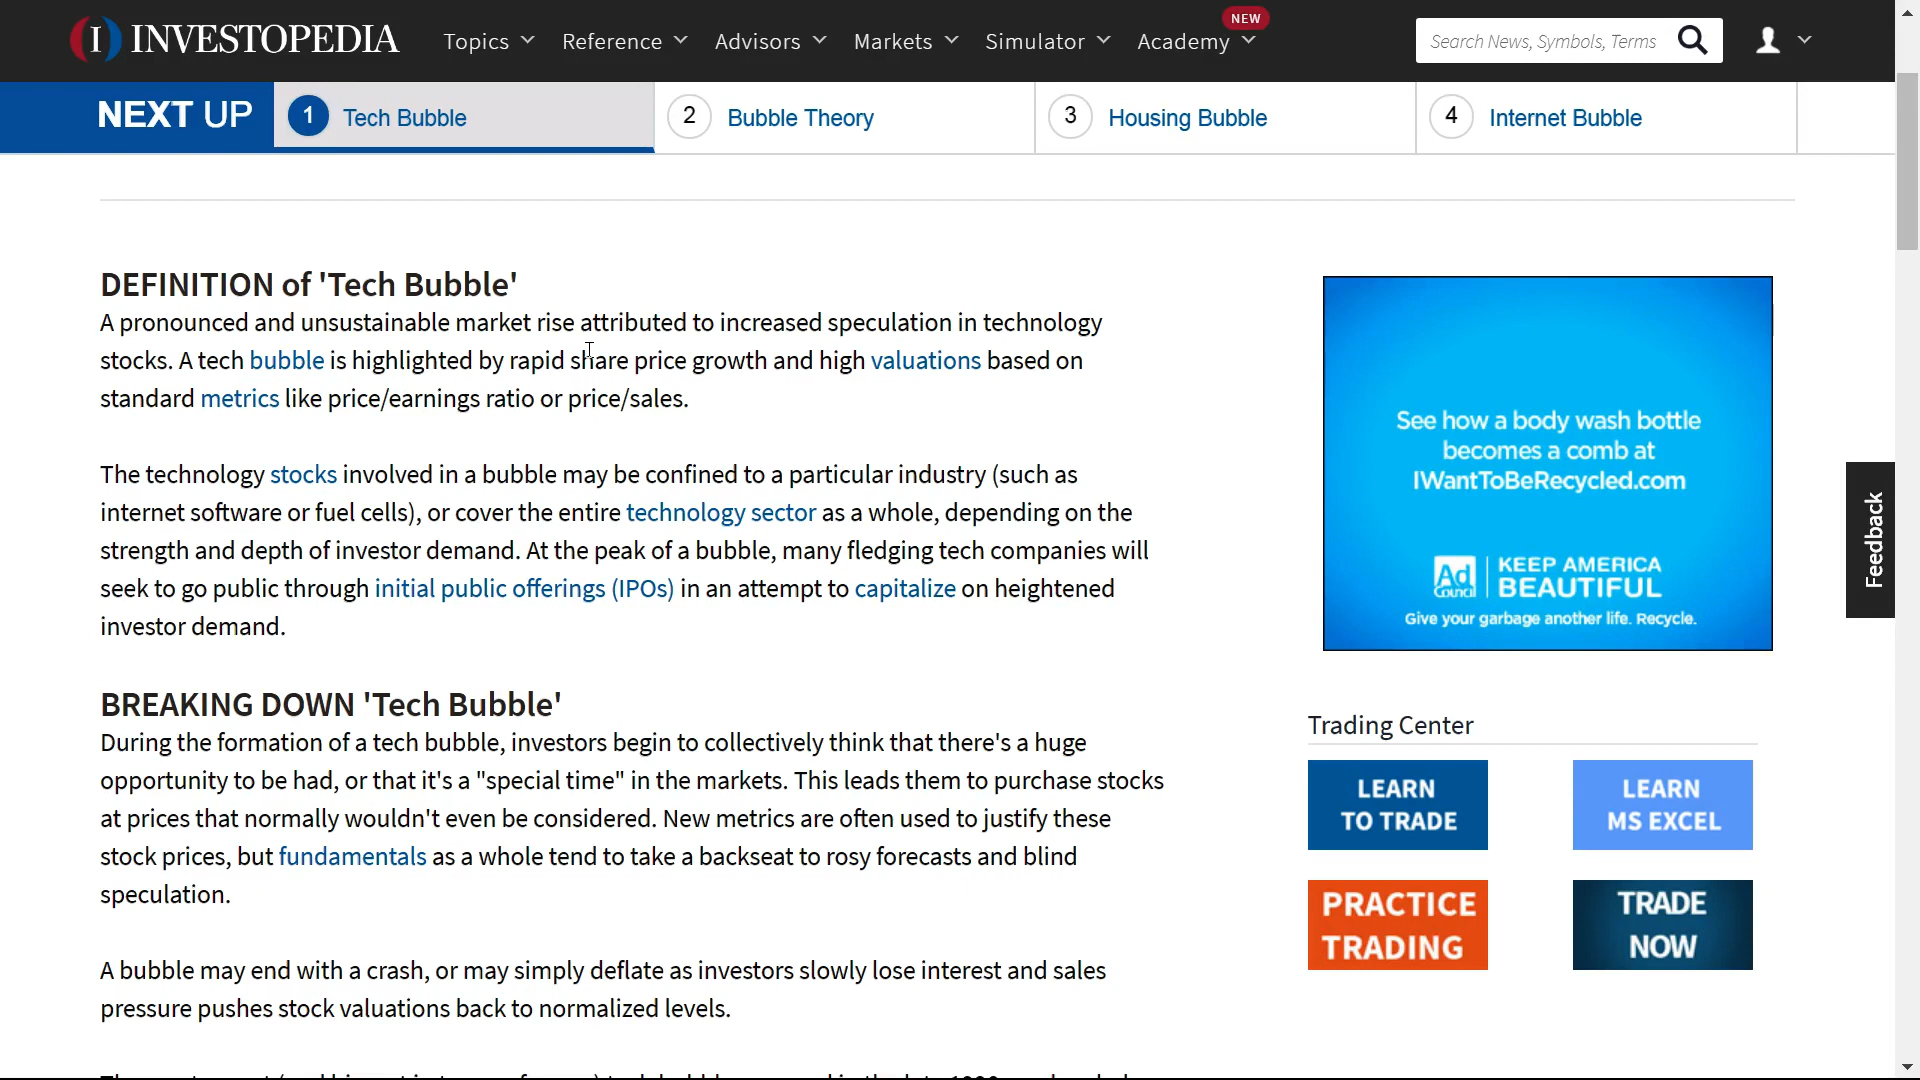 INVESTOPEDIA
Topics Reference Advisors Markets Simulator Academy NEW
Search News, Symbols, Terms
NEXT UP 1 Tech Bubble 2 Bubble Theory 3 Housing Bubble 4 Internet Bubble
DEFINITION of 'Tech Bubble'
A pronounced and unsustainable market rise attributed to increased speculation in technology
stocks. A tech bubble is highlighted by rapid share price growth and high valuations based on
standard metrics like price/earnings ratio or price/sales.
The technology stocks involved in a bubble may be confined to a particular industry (such as
internet software or fuel cells), or cover the entire technology sector as a whole, depending on the
strength and depth of investor demand. At the peak of a bubble, many fledging tech companies will
seek to go public through initial public offerings (IPOs) in an attempt to capitalize on heightened
investor demand.
BREAKING DOWN 'Tech Bubble'
During the formation of a tech bubble, investors begin to collectively think that there's a huge
opportunity to be had, or that it's a "special time" in the markets. This leads them to purchase stocks
at prices that normally wouldn't even be considered. New metrics are often used to justify these
stock prices, but fundamentals as a whole tend to take a backseat to rosy forecasts and blind
speculation.
A bubble may end with a crash, or may simply deflate as investors slowly lose interest and sales
pressure pushes stock valuations back to normalized levels.
See how a body wash bottle
becomes a comb at
IWantToBeRecycled.com
Ad Council
KEEP AMERICA
BEAUTIFUL
Give your garbage another life. Recycle.
Feedback
Trading Center
LEARN
TO TRADE
LEARN
MS EXCEL
PRACTICE
TRADING
TRADE
NOW